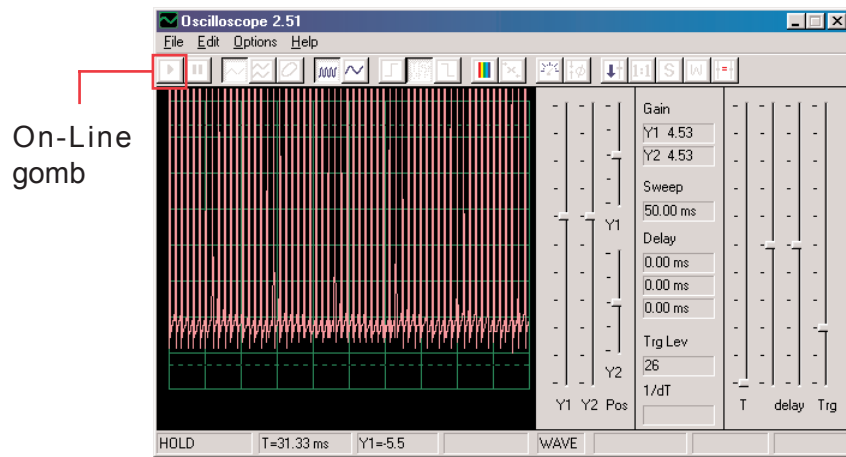 Oscilloscope 2.51
File Edit Options Help
1:1 S
On-Line
gomb
Gain
Y1 4.53
Y2 4.53
Sweep
50.00 ms
Y1
Delay
0.00 ms
0.00 ms
0.00 ms
Trg Lev
26
Y2
1/dT
Y1 Y2 Pos
T delay Trg
HOLD T=31.33 ms Y1=-5.5 WAVE